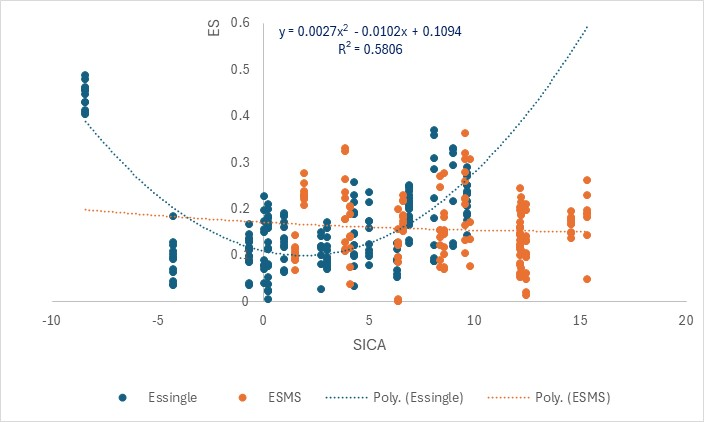 ES
0.6
y = 0.0027x² - 0.0102x + 0.1094
R² = 0.5806
0.5
0.4
0.3
0.2
0.1
0
-10 -5 0 5 10 15 20
SICA
Essingle ESMS Poly. (Essingle) Poly. (ESMS)